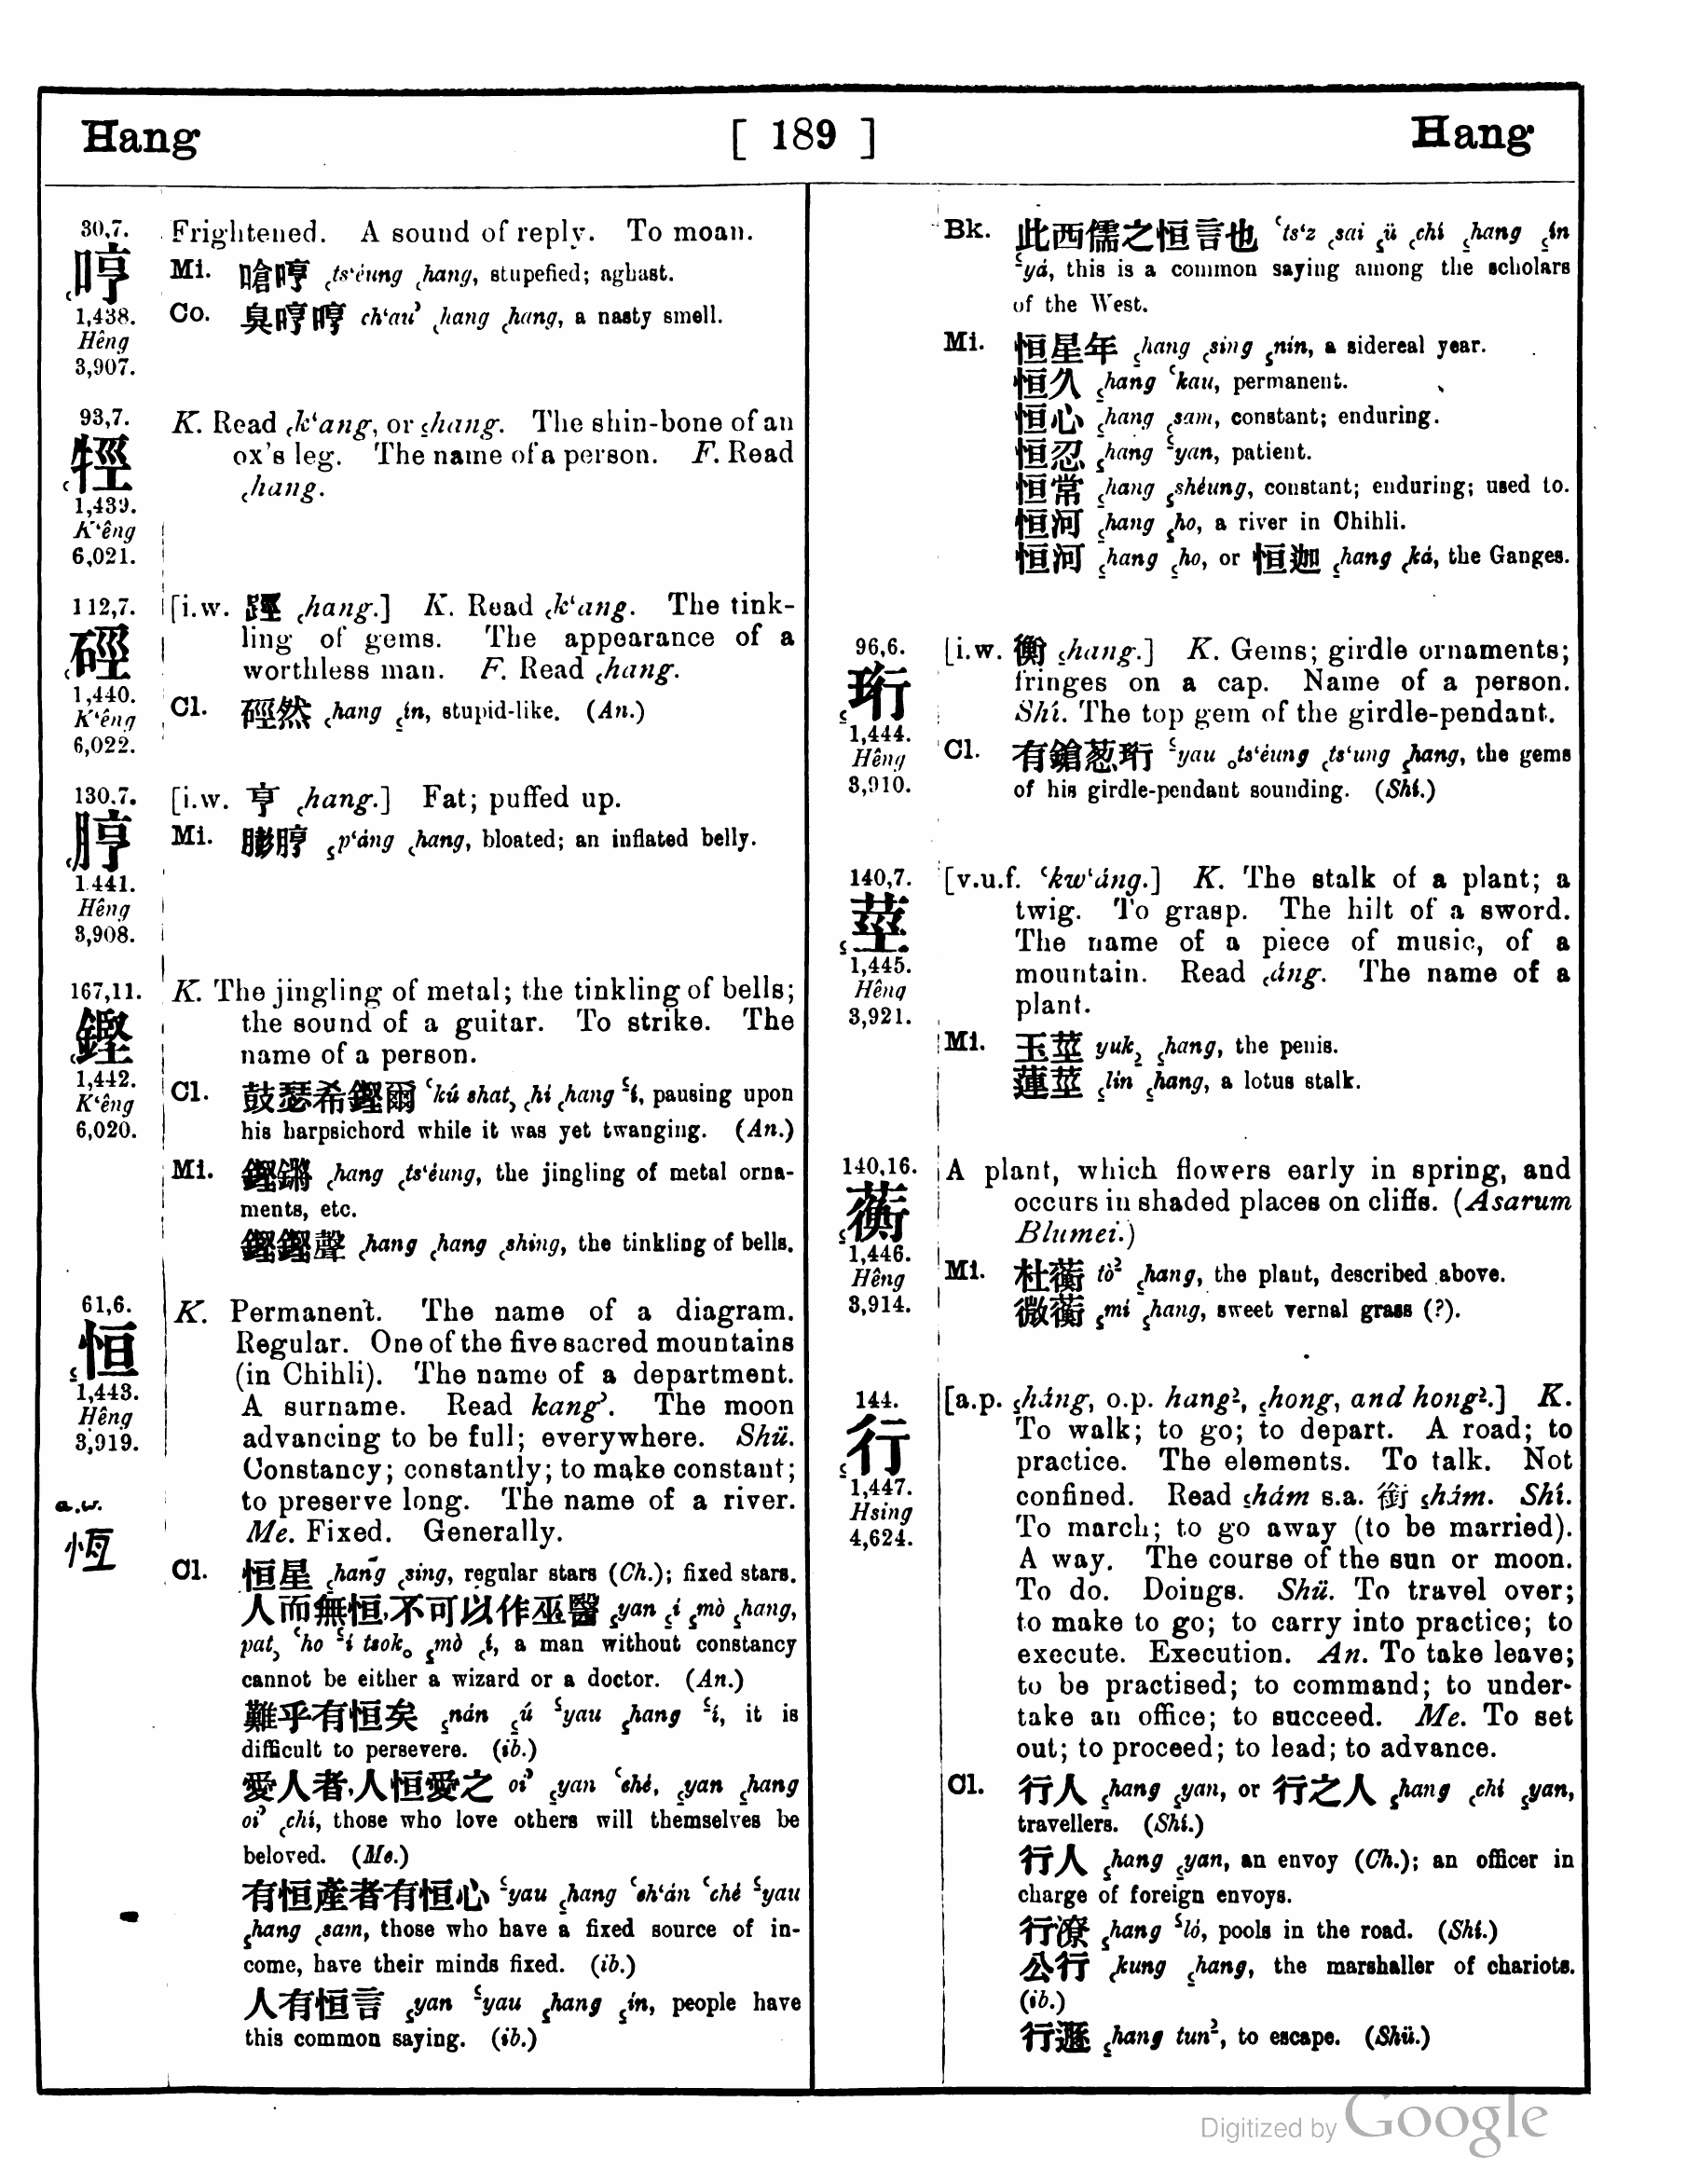 Hang [ 189 ] Hang
30,7.
哼
1,438.
Hêng
3,907.
Frightened. A sound of reply. To moan.
Mi. 嗆哼 ˛ts‘éung ˛hang, stupefied; aghast.
Co. 臭哼哼 ch‘au’ ˛hang ˛hang, a nasty smell.
93,7.
牼
1,439.
K‘êng
6,021.
K. Read ˛k‘ang, or ˛hang. The shin-bone of an
ox's leg. The name of a person. F. Read
˛hang.
112,7.
硜
1,440.
K‘êng
6,022.
[i.w. 踁 ˛hang.] K. Read ˛k‘ang. The tink-
ling of gems. The appearance of a
worthless man. F. Read ˛hang.
Cl. 硜然 ˛hang ˛ín, stupid-like. (An.)
130,7.
脝
1.441.
Hêng
3,908.
[i.w. 亨 ˛hang.] Fat; puffed up.
Mi. 膨脝 ˛p‘áng ˛hang, bloated; an inflated belly.
167,11.
鏗
1,442.
K‘êng
6,020.
K. The jingling of metal; the tinkling of bells;
the sound of a guitar. To strike. The
name of a person.
Cl. 鼓瑟希鏗爾 ‘kú shat, ˛hi ˛hang ‘í, pausing upon
his harpsichord while it was yet twanging. (An.)
Mi. 鏗鏘 ˛hang ˛ts‘éung, the jingling of metal orna-
ments, etc.
鏗鏗聲 ˛hang ˛hang ˛shing, the tinkling of bells.
61,6.
恒
1,443.
Hêng
3,919.
a.w.
恆
K. Permanent. The name of a diagram.
Regular. One of the five sacred mountains
(in Chihli). The name of a department.
A surname. Read kang’. The moon
advancing to be full; everywhere. Shü.
Constancy; constantly; to make constant;
to preserve long. The name of a river.
Me. Fixed. Generally.
Cl. 恒星 ˛hang ˛sing, regular stars (Ch.); fixed stars.
人而無恒,不可以作巫醫 ˛yan ˛í ˛mò ˛hang,
pat, ‘ho ‘í tsok。 ˛mò ˛í, a man without constancy
cannot be either a wizard or a doctor. (An.)
難乎有恒矣 ˛nán ˛ú ‘yau ˛hang ‘í, it is
difficult to persevere. (ib.)
愛人者,人恒愛之 oi’ ˛yan ‘ché, ˛yan ˛hang
oi’ ˛chí, those who love others will themselves be
beloved. (Me.)
有恒產者有恒心 ‘yau ˛hang ‘ch‘án ‘ché ‘yau
˛hang ˛sam, those who have a fixed source of in-
come, have their minds fixed. (ib.)
人有恒言 ˛yan ‘yau ˛hang ˛ín, people have
this common saying. (ib.)
Bk. 此西儒之恒言也 ‘ts‘z ˛sai ˛ü ˛chí ˛hang ˛ín
‘yá, this is a common saying among the scholars
of the West.
Mi. 恒星年 ˛hang ˛sing ˛nín, a sidereal year.
恒久 ˛hang ‘kau, permanent.
恒心 ˛hang ˛sam, constant; enduring.
恒忍 ˛hang ‘yan, patient.
恒常 ˛hang ˛shéung, constant; enduring; used to.
恒河 ˛hang ˛ho, a river in Chihli.
恒河 ˛hang ˛ho, or 恒迦 ˛hang ˛ká, the Ganges.
96,6.
珩
1,444.
Hêng
3,910.
[i.w. 衡 ˛hang.] K. Gems; girdle ornaments;
fringes on a cap. Name of a person.
Shí. The top gem of the girdle-pendant.
Cl. 有鎗葱珩 ‘yau ˳ts‘éung ˛ts‘ung ˛hang, the gems
of his girdle-pendant sounding. (Shí.)
140,7.
莖
1,445.
Hêng
3,921.
[v.u.f. ‘kw‘áng.] K. The stalk of a plant; a
twig. To grasp. The hilt of a sword.
The name of a piece of music, of a
mountain. Read ˛áng. The name of a
plant.
Mi. 玉莖 yuk˛ ˛hang, the penis.
蓮莖 ˛lín ˛hang, a lotus stalk.
140,16.
蘅
1,446.
Hêng
3,914.
A plant, which flowers early in spring, and
occurs in shaded places on cliffs. (Asarum
Blumei.)
Mi. 杜蘅 tò² ˛hang, the plant, described above.
微蘅 ˛mí ˛hang, sweet vernal grass (?).
144.
行
1,447.
Hsing
4,624.
[a.p. ˛háng, o.p. hang², ˛hong, and hong².] K.
To walk; to go; to depart. A road; to
practice. The elements. To talk. Not
confined. Read ˛hám s.a. 銜 ˛hám. Shí.
To march; to go away (to be married).
A way. The course of the sun or moon.
To do. Doings. Shü. To travel over;
to make to go; to carry into practice; to
execute. Execution. An. To take leave;
to be practised; to command; to under-
take an office; to succeed. Me. To set
out; to proceed; to lead; to advance.
Cl. 行人 ˛hang ˛yan, or 行之人 ˛hang ˛chí ˛yan,
travellers. (Shí.)
行人 ˛hang ˛yan, an envoy (Ch.); an officer in
charge of foreign envoys.
行潦 ˛hang ‘ló, pools in the road. (Shí.)
公行 ˛kung ˛hang, the marshaller of chariots.
(ib.)
行遯 ˛hang tun², to escape. (Shü.)
Digitized by Google